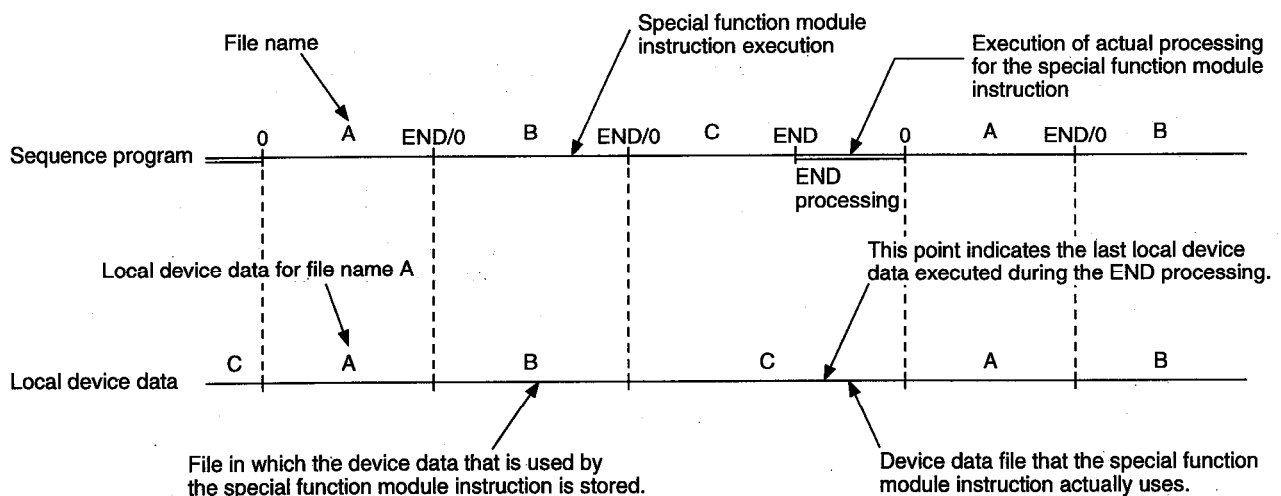 File name
Special function module
instruction execution
Execution of actual processing
for the special function module
instruction
Sequence program
0 A END/0 B END/0 C END 0 A END/0 B
END
processing
Local device data for file name A
This point indicates the last local device
data executed during the END processing.
Local device data
C A B C A B
File in which the device data that is used by
the special function module instruction is stored.
Device data file that the special function
module instruction actually uses.